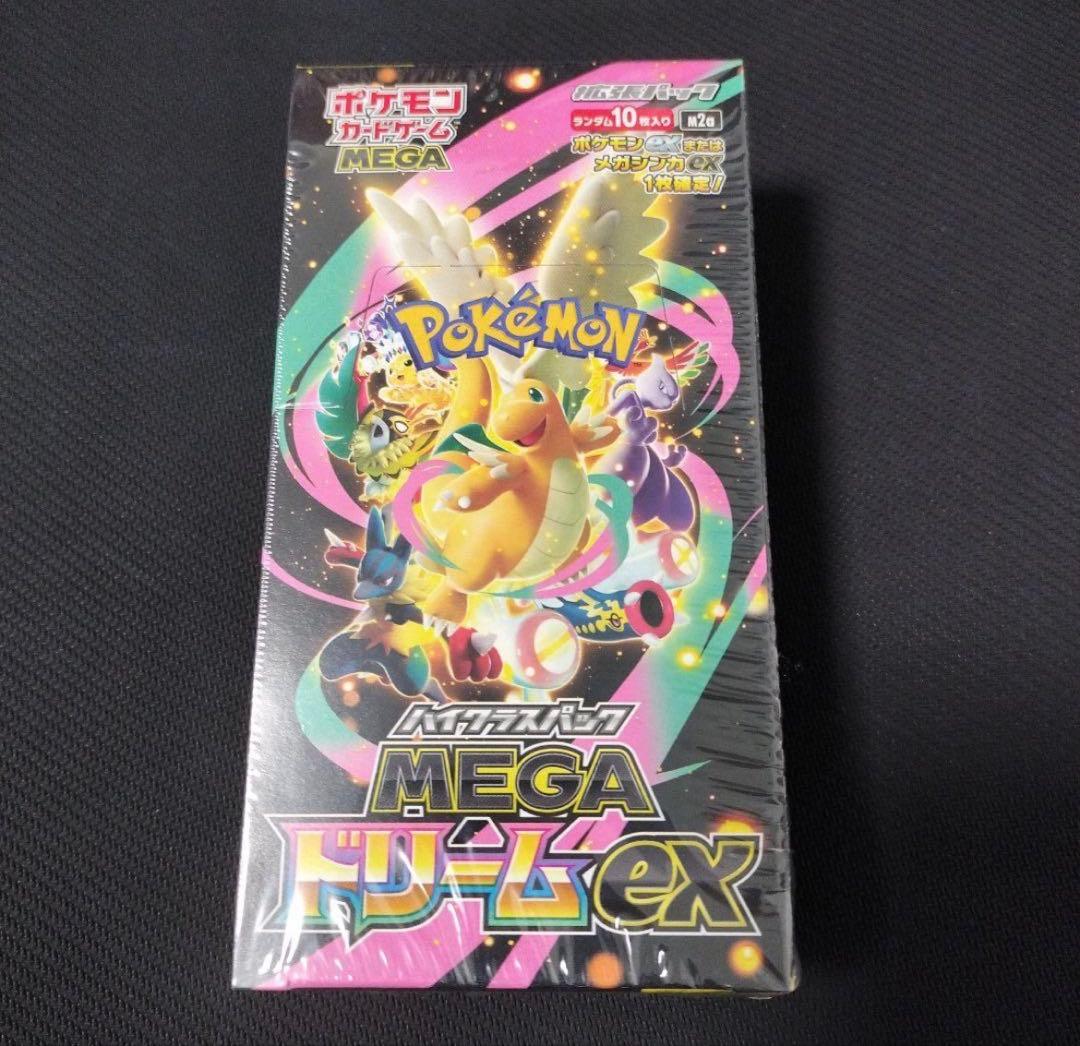 ポケモン
カードゲーム
MEGA
拡張パック
ランダム10枚入り M2a
ポケモンexまたは
メガシンカex
1枚確定!
POKéMON
ハイクラスパック
MEGA
ドリームex